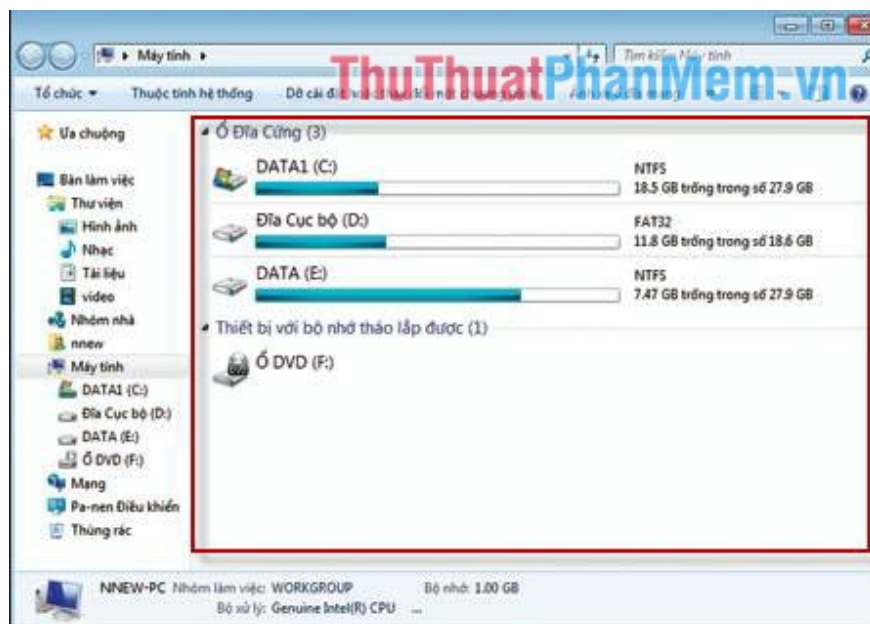 Máy tính
Tìm kiếm Máy tính
ThuThuatPhanMem.vn
Tổ chức
Thuộc tính hệ thống
Ưa chuộng
Bàn làm việc
Thư viện
Hình ảnh
Nhạc
Tài liệu
video
Nhóm nhà
nnew
Máy tính
DATA1 (C:)
Đĩa Cục bộ (D:)
DATA (E:)
Ổ DVD (F:)
Mạng
Pa-nen Điều khiển
Thùng rác
Ổ Đĩa Cứng (3)
DATA1 (C:)
NTFS
18.5 GB trống trong số 27.9 GB
Đĩa Cục bộ (D:)
FAT32
11.8 GB trống trong số 18.6 GB
DATA (E:)
NTFS
7.47 GB trống trong số 27.9 GB
Thiết bị với bộ nhớ tháo lắp được (1)
Ổ DVD (F:)
NNEW-PC Nhóm làm việc: WORKGROUP Bộ nhớ: 1.00 GB
Bộ xử lý: Genuine Intel(R) CPU ...